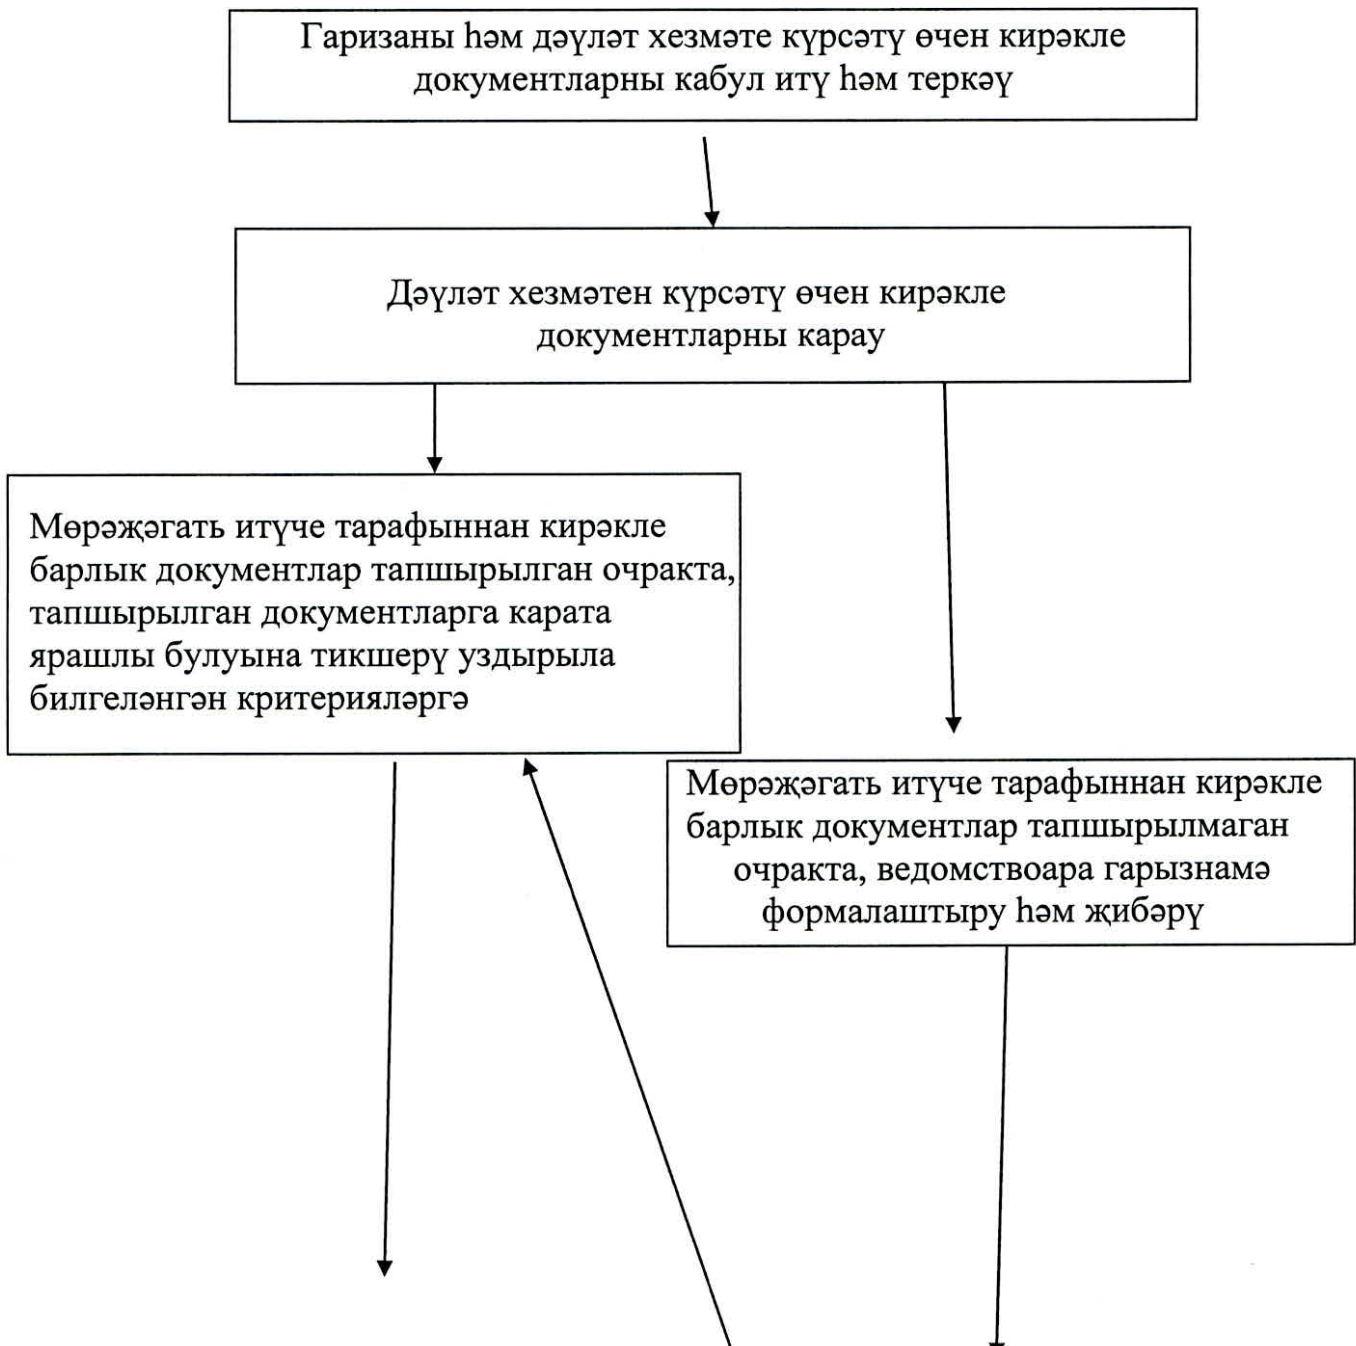 Гаризаны һәм дәүләт хезмәте күрсәтү өчен кирәкле
документларны кабул итү һәм теркәү
Дәүләт хезмәтен күрсәтү өчен кирәкле
документларны карау
Мөрәҗәгать итүче тарафыннан кирәкле
барлык документлар тапшырылган очракта,
тапшырылган документларга карата
ярашлы булуына тикшерү уздырыла
билгеләнгән критерияләргә
Мөрәҗәгать итүче тарафыннан кирәкле
барлык документлар тапшырылмаган
очракта, ведомствоара гарызнамә
формалаштыру һәм җибәрү